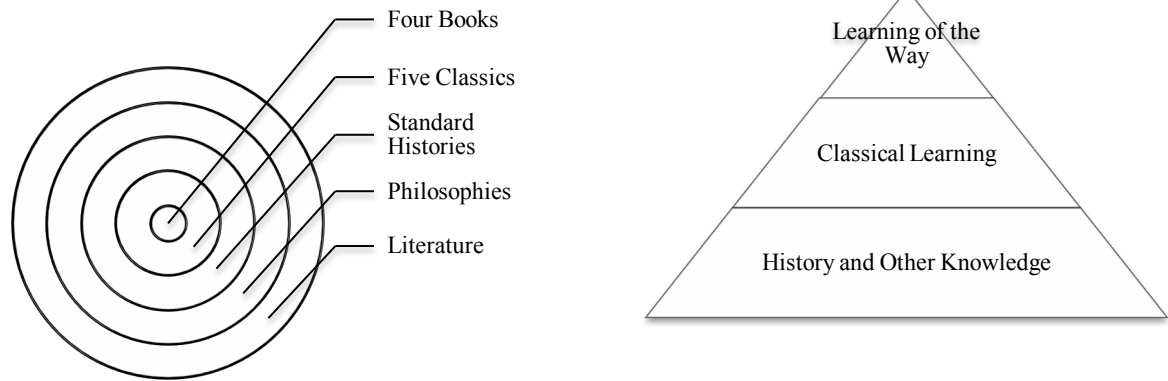 Four Books
Five Classics
Standard
Histories
Philosophies
Literature
Learning of the
Way
Classical Learning
History and Other Knowledge